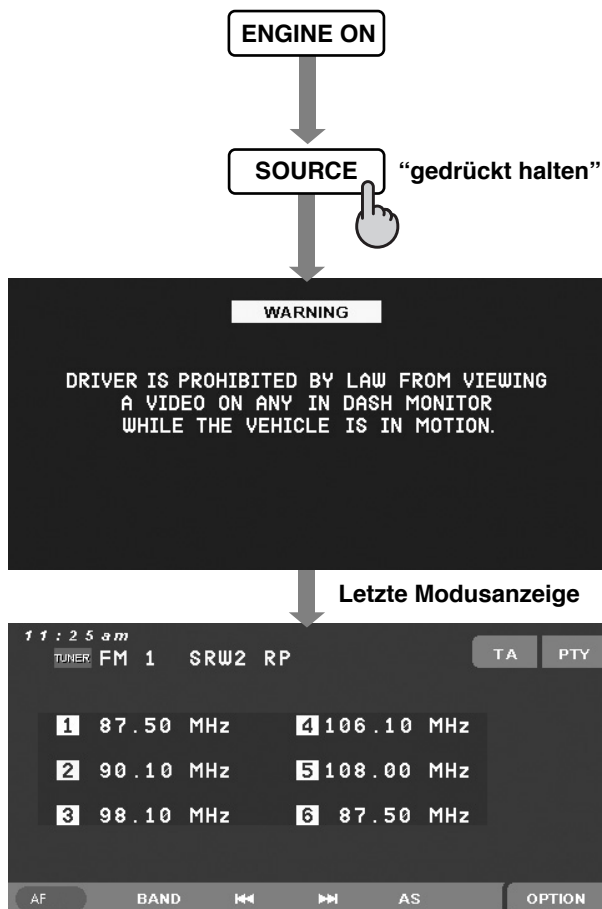 ENGINE ON
SOURCE “gedrückt halten”
WARNING
DRIVER IS PROHIBITED BY LAW FROM VIEWING
A VIDEO ON ANY IN DASH MONITOR
WHILE THE VEHICLE IS IN MOTION.
Letzte Modusanzeige
11:25am
TUNER FM 1 SRW2 RP TA PTY
1 87.50 MHz 4 106.10 MHz
2 90.10 MHz 5 108.00 MHz
3 98.10 MHz 6 87.50 MHz
AF BAND ⏮ ⏭ AS OPTION